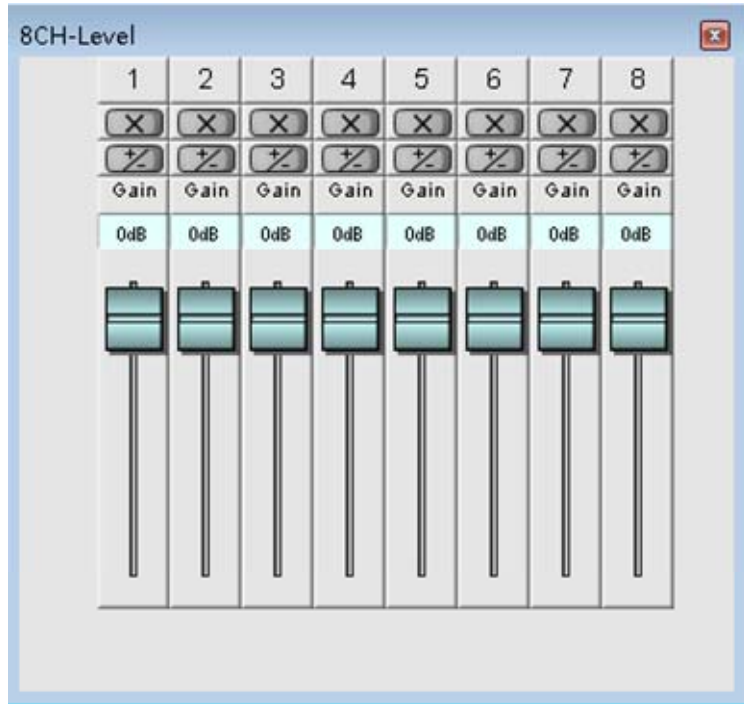 8CH-Level
1 2 3 4 5 6 7 8
+/- +/- +/- +/- +/- +/- +/- +/-
Gain Gain Gain Gain Gain Gain Gain Gain
0dB 0dB 0dB 0dB 0dB 0dB 0dB 0dB